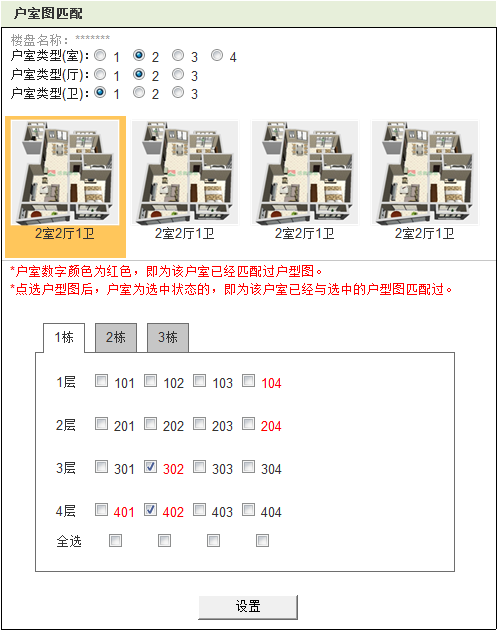 户室图匹配
楼盘名称：*******
户室类型(室): 1 2 3 4
户室类型(厅): 1 2 3
户室类型(卫): 1 2 3
2室2厅1卫 2室2厅1卫 2室2厅1卫 2室2厅1卫
*户室数字颜色为红色，即为该户室已经匹配过户型图。
*点选户型图后，户室为选中状态的，即为该户室已经与选中的户型图匹配过。
1栋 2栋 3栋
1层 101 102 103 104
2层 201 202 203 204
3层 301 302 303 304
4层 401 402 403 404
全选
设置